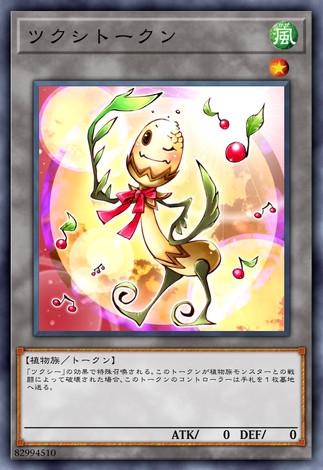 ツクシトークン
風
【植物族／トークン】
「ツクシー」の効果で特殊召喚される。このトークンが植物族モンスターとの戦
闘によって破壊された場合、このトークンのコントローラーは手札を１枚墓地
へ送る。
ATK/ 0 DEF/ 0
82994510